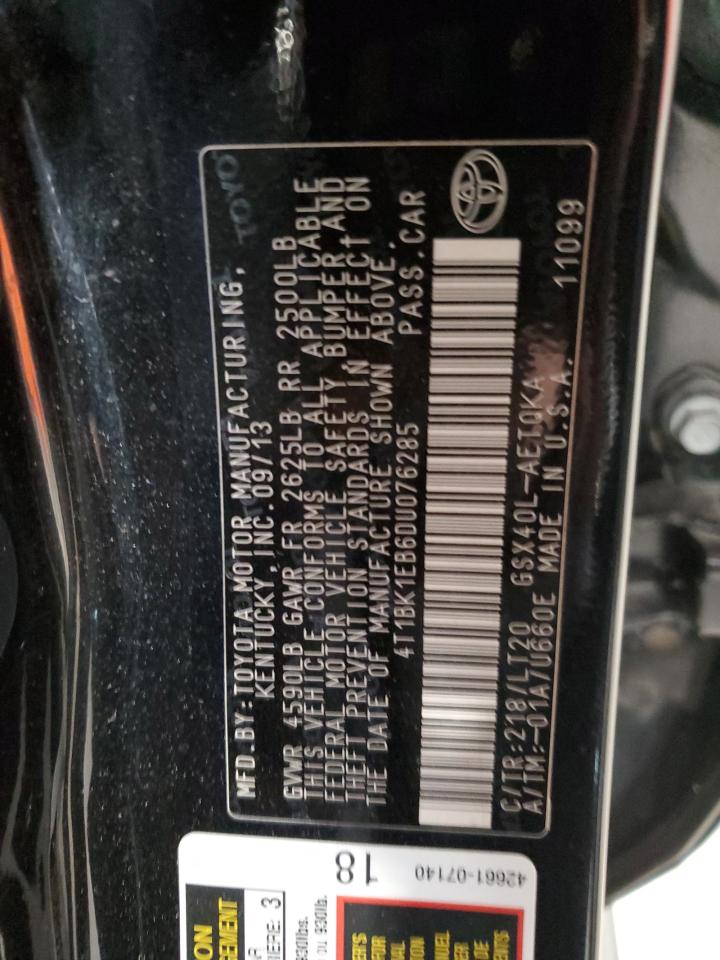 MFD.BY:TOYOTA MOTOR MANUFACTURING,
KENTUCKY,INC.09/13
GVWR 4590LB GAWR FR 2625LB RR 2500LB
THIS VEHICLE CONFORMS TO ALL APPLICABLE
FEDERAL MOTOR VEHICLE SAFETY BUMPER AND
THEFT PREVENTION STANDARDS IN EFFECT ON
THE DATE OF MANUFACTURE SHOWN ABOVE.
4T1BK1EB6DU076285 PASS.CAR
C/TR:218/LT20 GSX40L-AETQKA
A/TM:-01A/U660E MADE IN U.S.A. 11099
TOYO
18
42661-07140